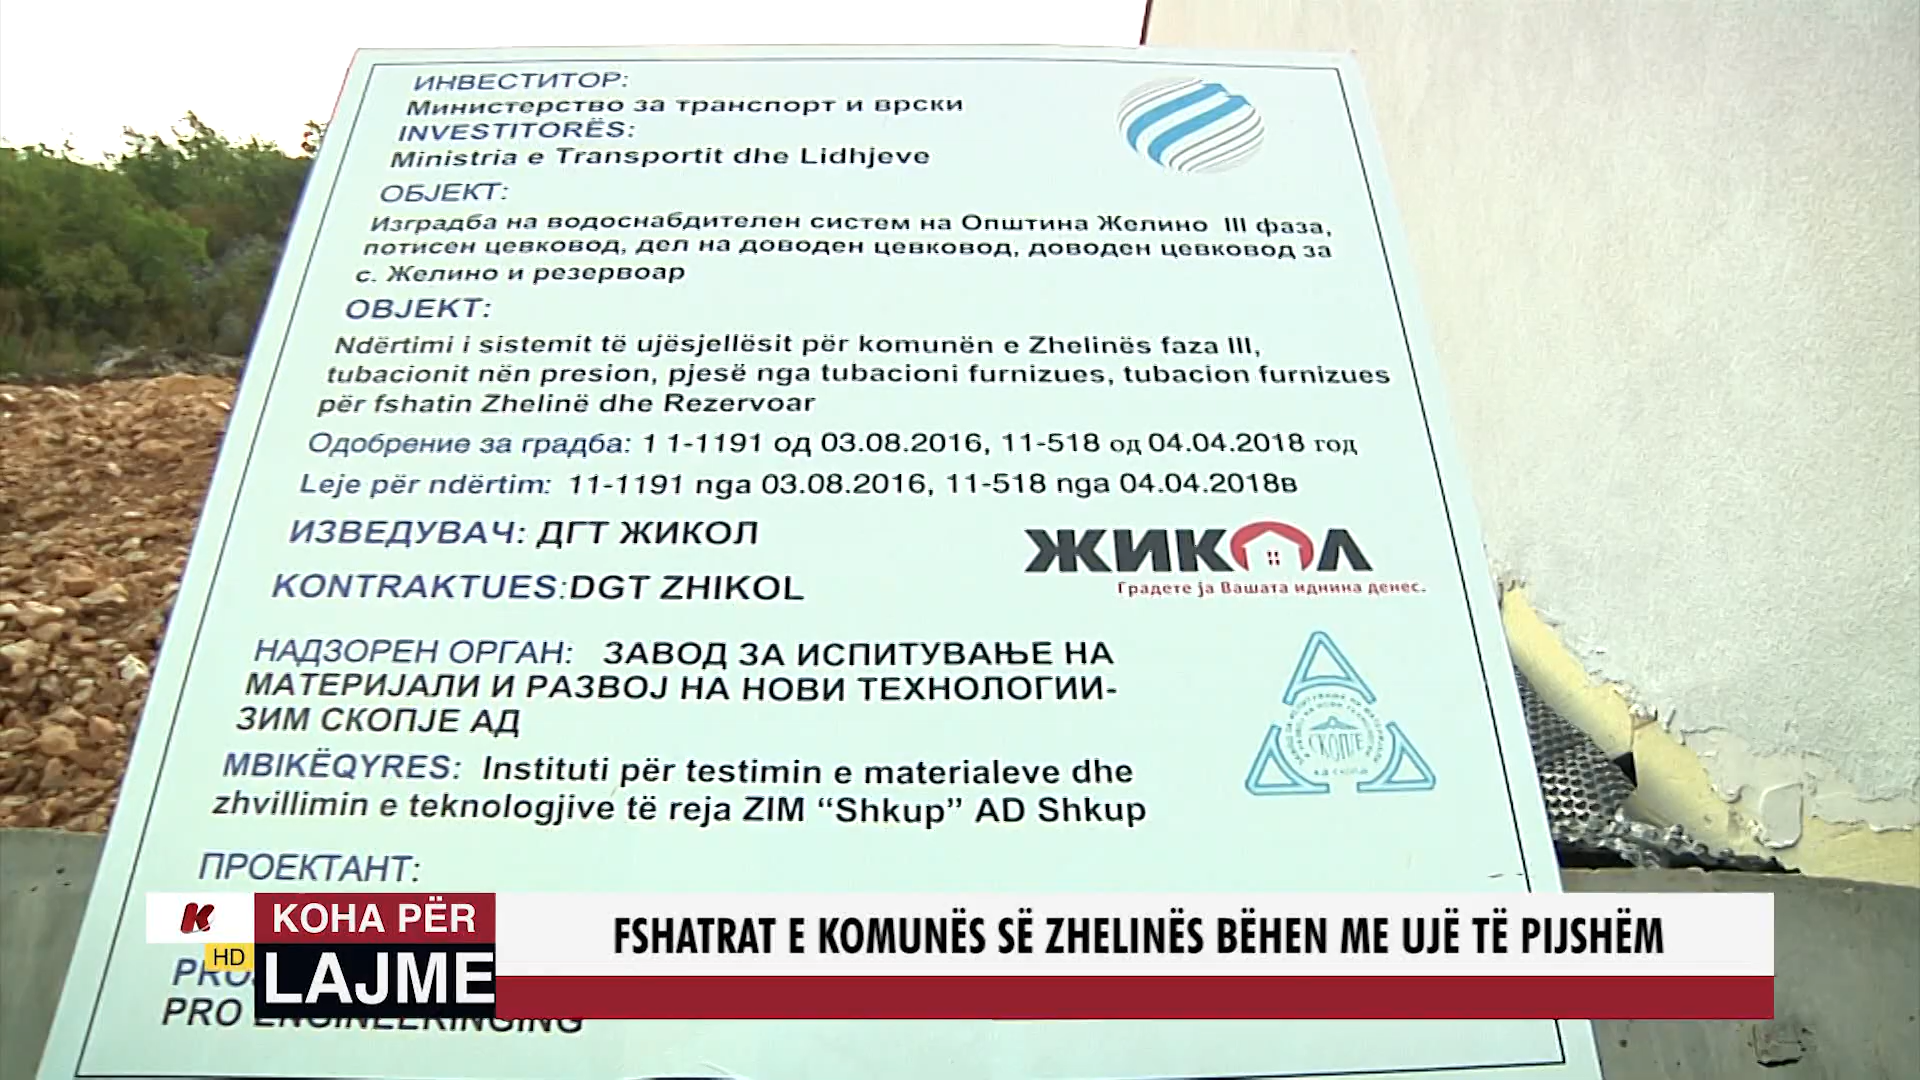 ИНВЕСТИТОР:
Министерство за транспорт и врски
INVESTITORËS:
Ministria e Transportit dhe Lidhjeve
ОБЈЕКТ:
Изградба на водоснабдителен систем на Општина Желино III фаза,
потисен цевковод, дел на доводен цевковод, доводен цевковод за
с. Желино и резервоар
OBJEKT:
Ndërtimi i sistemit të ujësjellësit për komunën e Zhelinës faza III,
tubacionit nën presion, pjesë nga tubacioni furnizues, tubacion furnizues
për fshatin Zhelinë dhe Rezervoar
Одобрение за градба: 1 1-1191 од 03.08.2016, 11-518 од 04.04.2018 год
Leje për ndërtim: 11-1191 nga 03.08.2016, 11-518 nga 04.04.2018в
ИЗВЕДУВАЧ: ДГТ ЖИКОЛ
KONTRAKTUES:DGT ZHIKOL
ЖИКОЛ
Градете ја Вашата иднина денес.
НАДЗОРЕН ОРГАН: ЗАВОД ЗА ИСПИТУВАЊЕ НА
МАТЕРИЈАЛИ И РАЗВОЈ НА НОВИ ТЕХНОЛОГИИ-
ЗИМ СКОПЈЕ АД
СКОПЈЕ
MBIKËQYRES: Instituti për testimin e materialeve dhe
zhvillimin e teknologjive të reja ZIM “Shkup” AD Shkup
ПРОЕКТАНТ:
PRO ENGINEERINGING
K
HD
KOHA PËR
LAJME
FSHATRAT E KOMUNËS SË ZHELINËS BËHEN ME UJË TË PIJSHËM